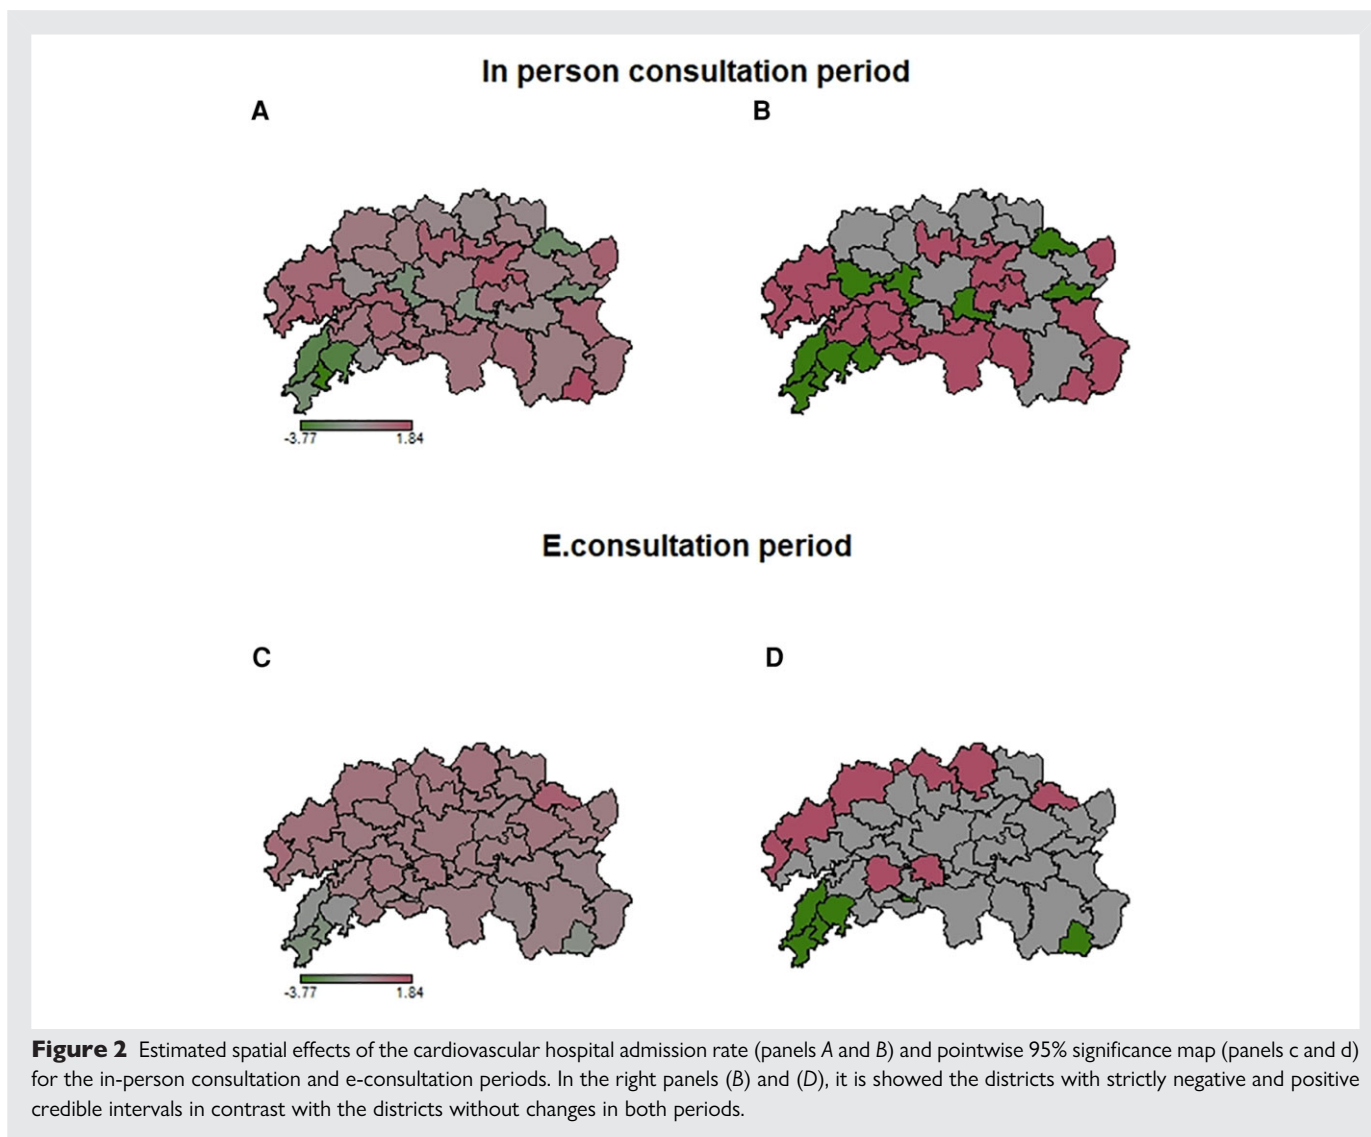 In person consultation period
A
B
-3.77
1.84
E.consultation period
C
D
-3.77
1.84
Figure 2 Estimated spatial effects of the cardiovascular hospital admission rate (panels A and B) and pointwise 95% significance map (panels c and d)
for the in-person consultation and e-consultation periods. In the right panels (B) and (D), it is showed the districts with strictly negative and positive
credible intervals in contrast with the districts without changes in both periods.